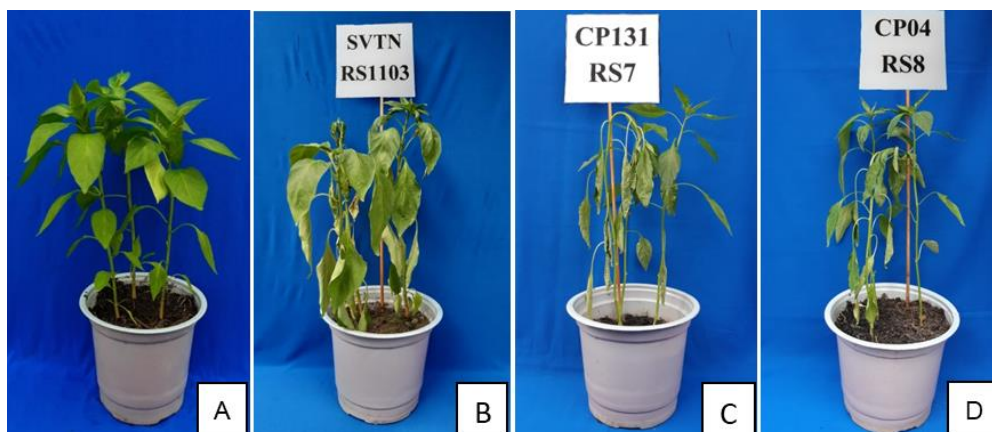 SVTN
RS1103
CP131
RS7
CP04
RS8
A
B
C
D